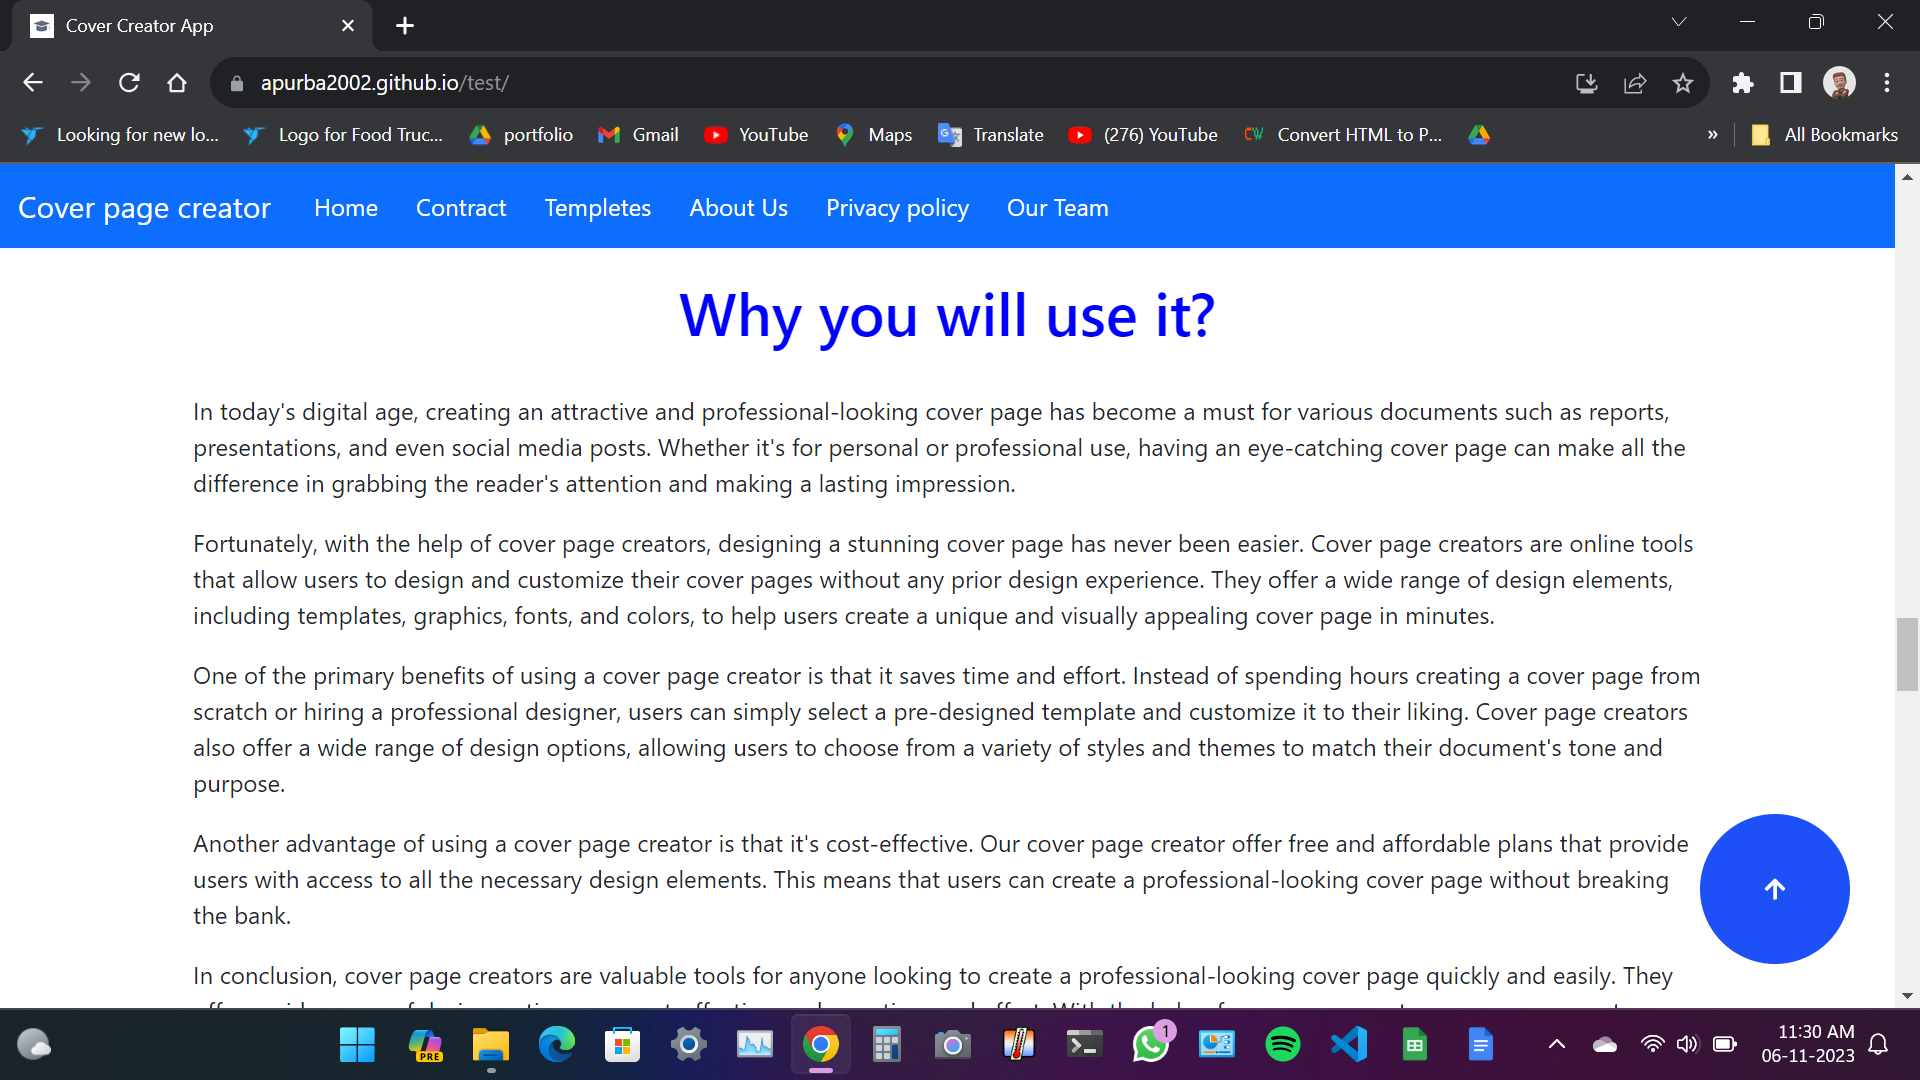 Cover Creator App
apurba2002.github.io/test/
Looking for new lo... Logo for Food Truc... portfolio Gmail YouTube Maps Translate (276) YouTube Convert HTML to P... » All Bookmarks
Cover page creator Home Contract Templetes About Us Privacy policy Our Team
Why you will use it?
In today's digital age, creating an attractive and professional-looking cover page has become a must for various documents such as reports,
presentations, and even social media posts. Whether it's for personal or professional use, having an eye-catching cover page can make all the
difference in grabbing the reader's attention and making a lasting impression.
Fortunately, with the help of cover page creators, designing a stunning cover page has never been easier. Cover page creators are online tools
that allow users to design and customize their cover pages without any prior design experience. They offer a wide range of design elements,
including templates, graphics, fonts, and colors, to help users create a unique and visually appealing cover page in minutes.
One of the primary benefits of using a cover page creator is that it saves time and effort. Instead of spending hours creating a cover page from
scratch or hiring a professional designer, users can simply select a pre-designed template and customize it to their liking. Cover page creators
also offer a wide range of design options, allowing users to choose from a variety of styles and themes to match their document's tone and
purpose.
Another advantage of using a cover page creator is that it's cost-effective. Our cover page creator offer free and affordable plans that provide
users with access to all the necessary design elements. This means that users can create a professional-looking cover page without breaking
the bank.
In conclusion, cover page creators are valuable tools for anyone looking to create a professional-looking cover page quickly and easily. They
PRE
1
11:30 AM
06-11-2023